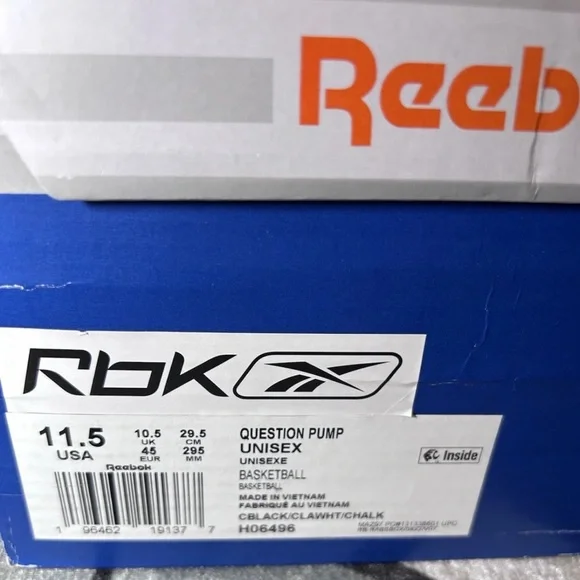 Reeb
RbK
11.5
USA
10.5
UK
45
EUR
29.5
CM
295
MM
Reebok
1 96462 19137 7
QUESTION PUMP
UNISEX
UNISEXE
BASKETBALL
BASKETBALL
MADE IN VIETNAM
FABRIQUÉ AU VIETNAM
CBLACK/CLAWHT/CHALK
H06496
Inside